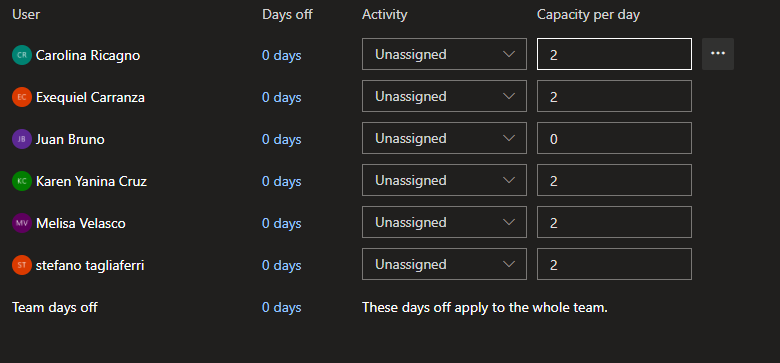 User Days off Activity Capacity per day
CR Carolina Ricagno 0 days Unassigned 2 ...
EC Exequiel Carranza 0 days Unassigned 2
JB Juan Bruno 0 days Unassigned 0
KC Karen Yanina Cruz 0 days Unassigned 2
MV Melisa Velasco 0 days Unassigned 2
ST stefano tagliaferri 0 days Unassigned 2
Team days off 0 days These days off apply to the whole team.